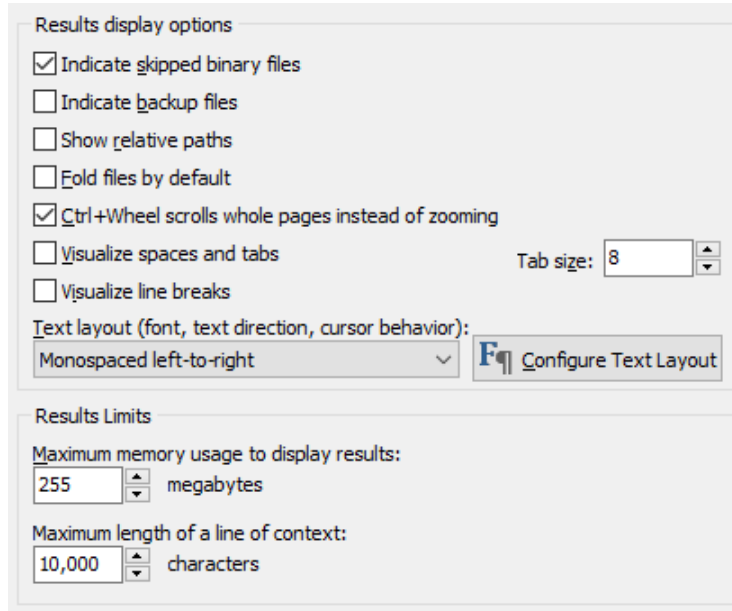 Results display options
Indicate skipped binary files
Indicate backup files
Show relative paths
Fold files by default
Ctrl+Wheel scrolls whole pages instead of zooming
Visualize spaces and tabs
Tab size: 8
Visualize line breaks
Text layout (font, text direction, cursor behavior):
Monospaced left-to-right
F¶ Configure Text Layout
Results Limits
Maximum memory usage to display results:
255 megabytes
Maximum length of a line of context:
10,000 characters